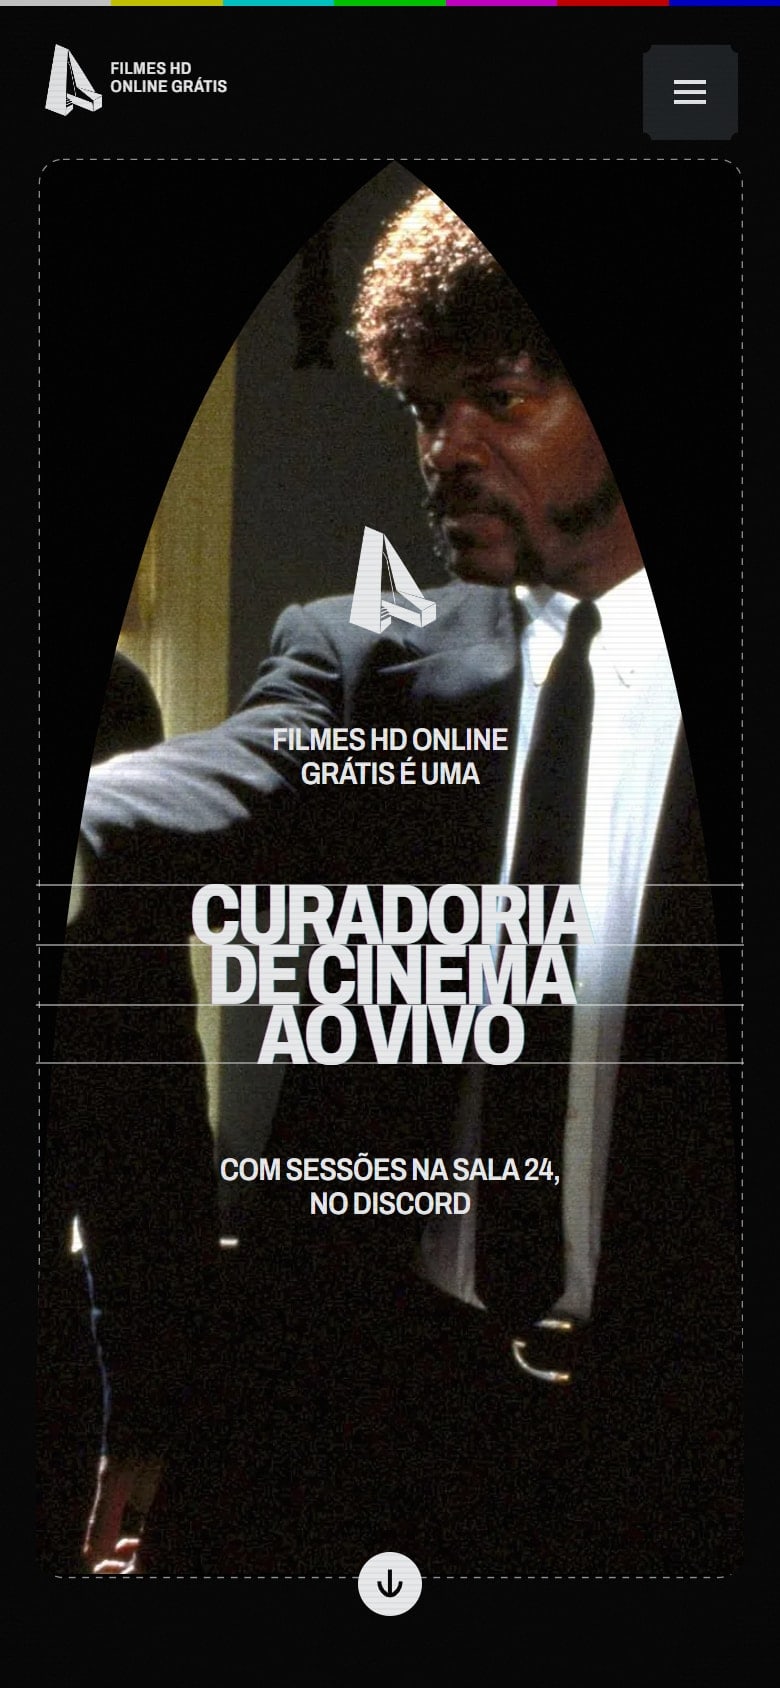 FILMES HD
ONLINE GRÁTIS
FILMES HD ONLINE
GRÁTIS É UMA
CURADORIA
DE CINEMA
AO VIVO
COM SESSÕES NA SALA 24,
NO DISCORD